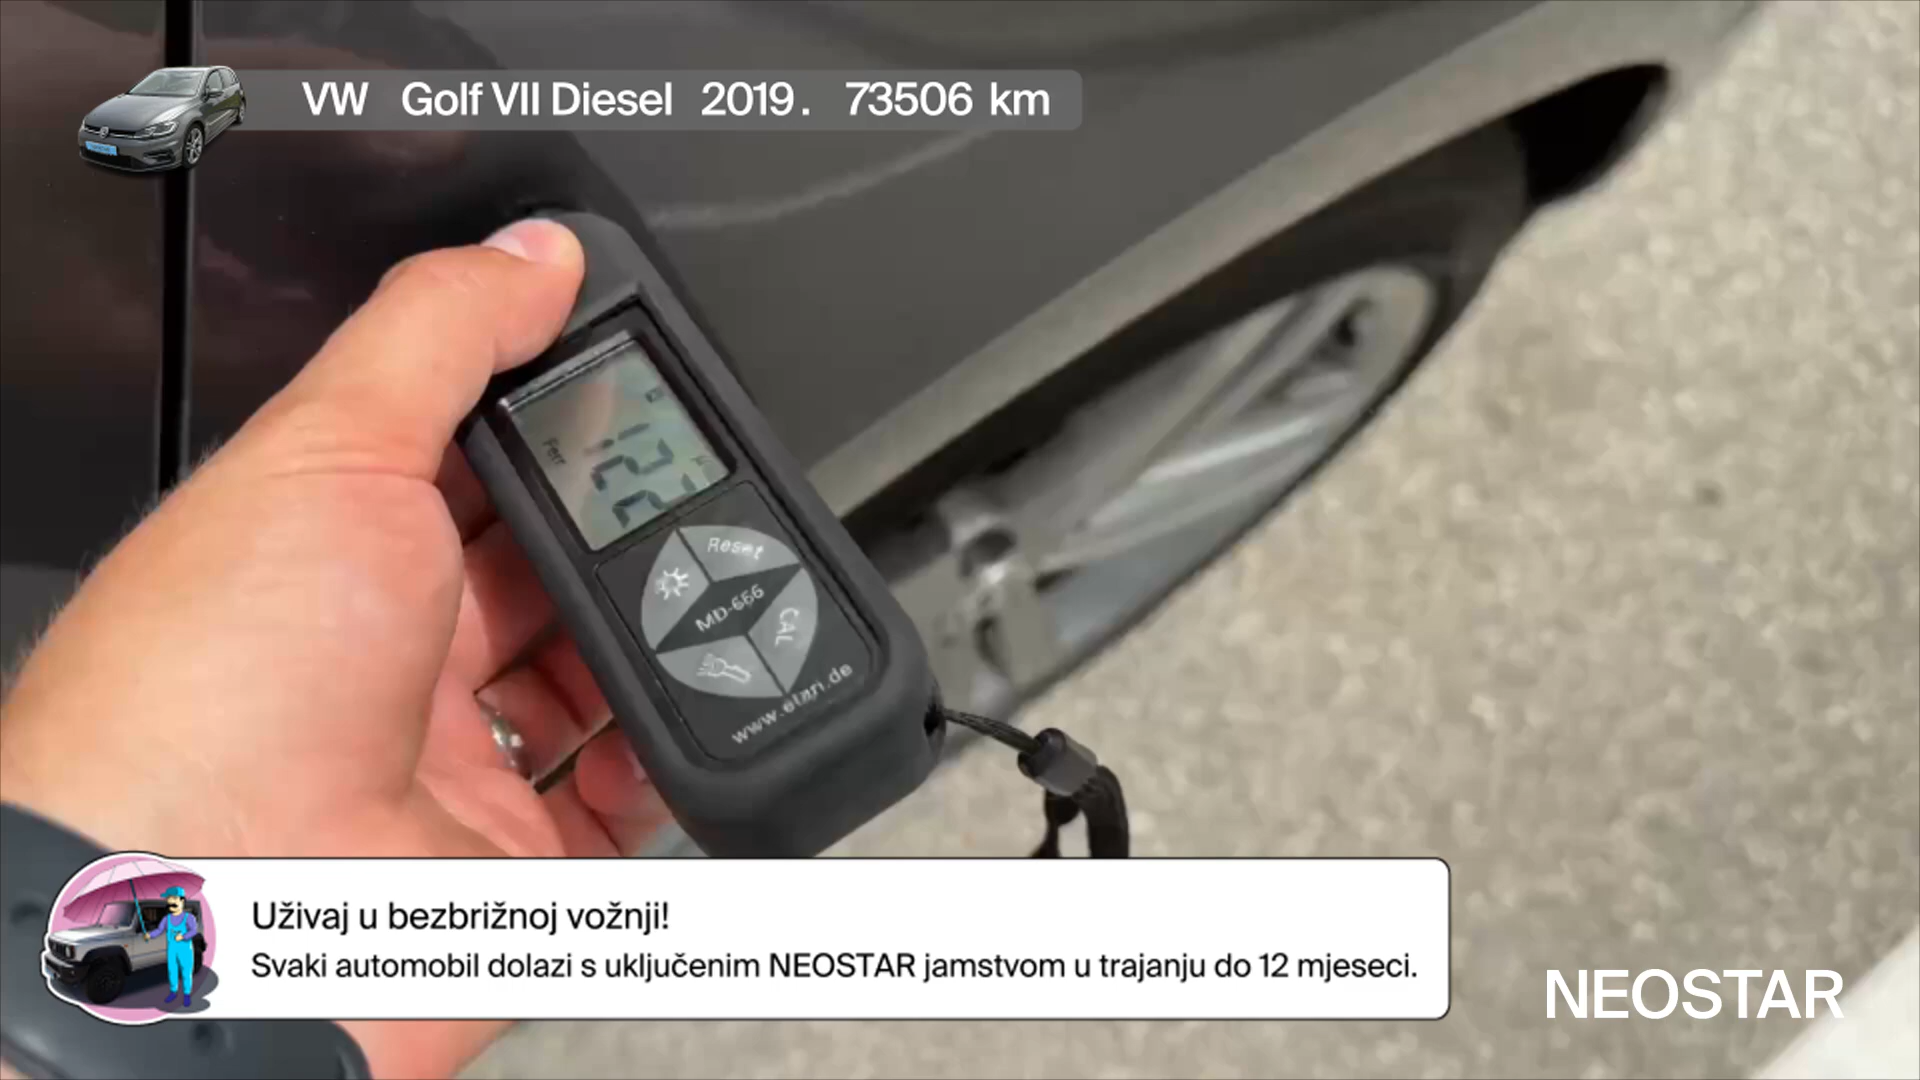 VW Golf VII Diesel 2019. 73506 km
Ferr
122
Reset
MD-666
CAL
www.etari.de
Uživaj u bezbrižnoj vožnji!
Svaki automobil dolazi s uključenim NEOSTAR jamstvom u trajanju do 12 mjeseci.
NEOSTAR